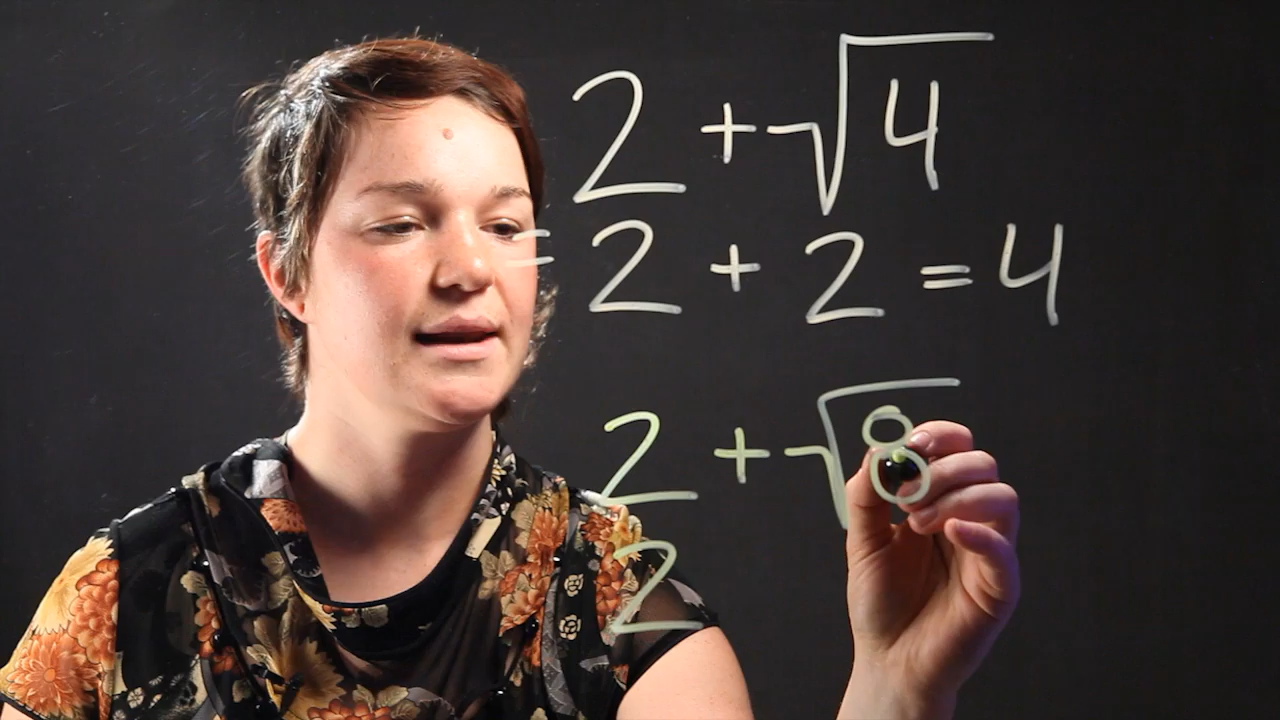 2 + √4
= 2 + 2 = 4
2 + √8
2